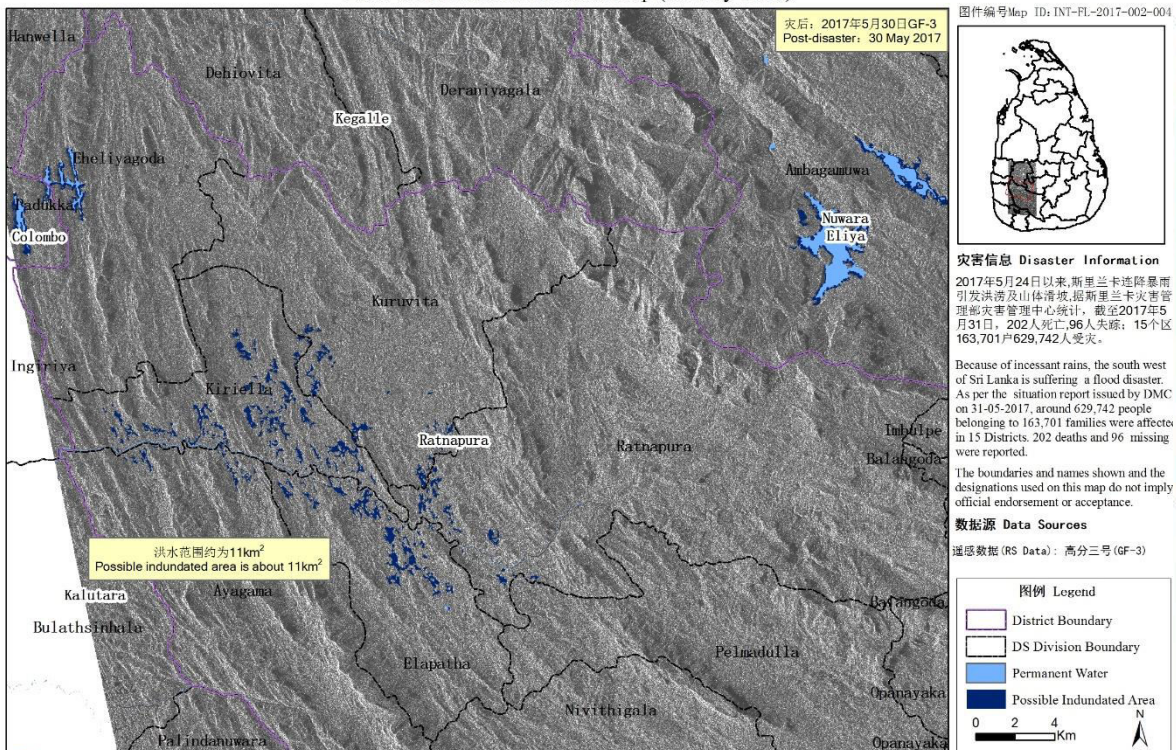 灾后：2017年5月30日GF-3
Post-disaster: 30 May 2017
图件编号Map ID: INT-FL-2017-002-004
Hanwella
Dehiovita
Deraniyagala
Kegalle
Eheliyagoda
Padukka
Colombo
Ambagamuwa
Nuwara
Eliya
Kuruvita
Ingiriya
Kiriella
Ratnapura
Ratnapura
Imbulpe
Balangoda
洪水范围约为11km²
Possible indundated area is about 11km²
Kalutara
Ayagama
Bulathsinhala
Balangoda
Elapatha
Pelmadulla
Opanayaka
Nivithigala
Palindanuwara
Opanayaka
灾害信息 Disaster Information
2017年5月24日以来,斯里兰卡连降暴雨
引发洪涝及山体滑坡,据斯里兰卡灾害管
理部灾害管理中心统计，截至2017年5
月31日，202人死亡,96人失踪；15个区
163,701户629,742人受灾。
Because of incessant rains, the south west
of Sri Lanka is suffering a flood disaster.
As per the situation report issued by DMC
on 31-05-2017, around 629,742 people
belonging to 163,701 families were affecte
in 15 Districts. 202 deaths and 96 missing
were reported.
The boundaries and names shown and the
designations used on this map do not imply
official endorsement or acceptance.
数据源 Data Sources
遥感数据(RS Data): 高分三号(GF-3)
图例 Legend
District Boundary
DS Division Boundary
Permanent Water
Possible Indundated Area
0 2 4
Km
N